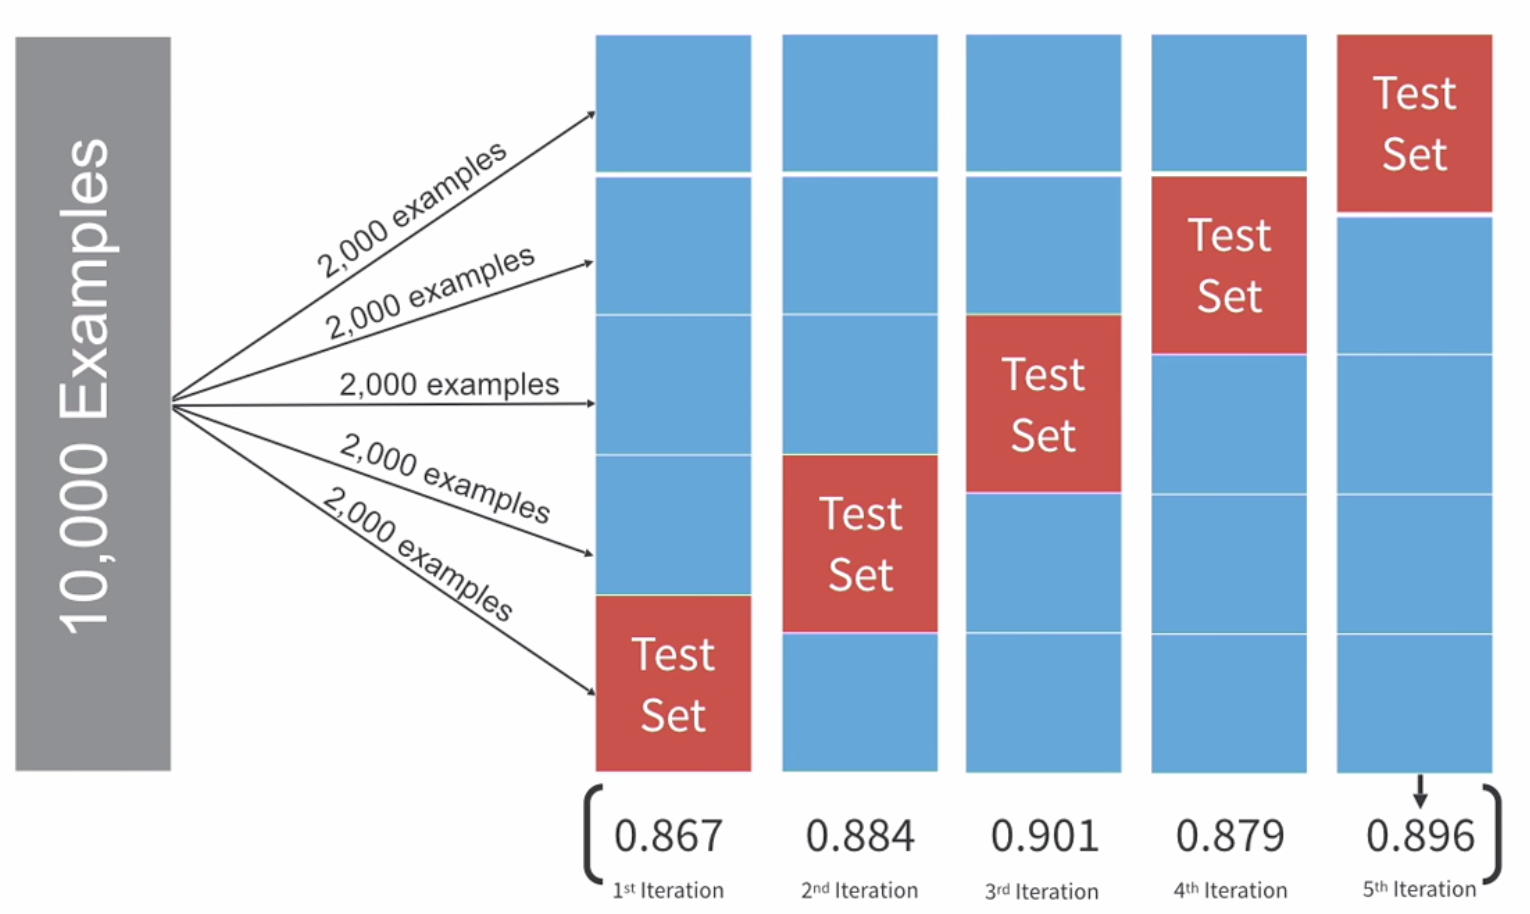 10,000 Examples
2,000 examples
2,000 examples
2,000 examples
2,000 examples
2,000 examples
Test
Set
Test
Set
Test
Set
Test
Set
Test
Set
0.867
0.884
0.901
0.879
0.896
1st Iteration
2nd Iteration
3rd Iteration
4th Iteration
5th Iteration